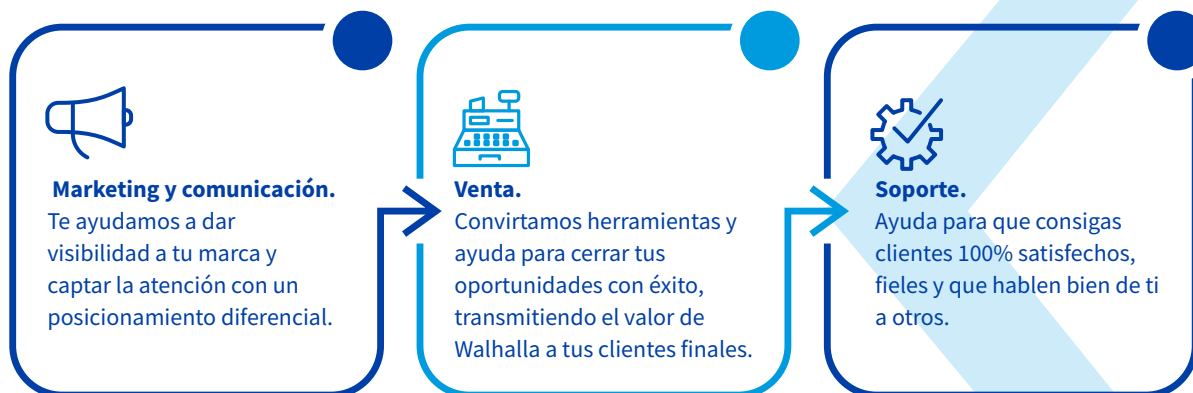 Marketing y comunicación.
Te ayudamos a dar
visibilidad a tu marca y
captar la atención con un
posicionamiento diferencial.
Venta.
Convirtamos herramientas y
ayuda para cerrar tus
oportunidades con éxito,
transmitiendo el valor de
Walhalla a tus clientes finales.
Soporte.
Ayuda para que consigas
clientes 100% satisfechos,
fieles y que hablen bien de ti
a otros.